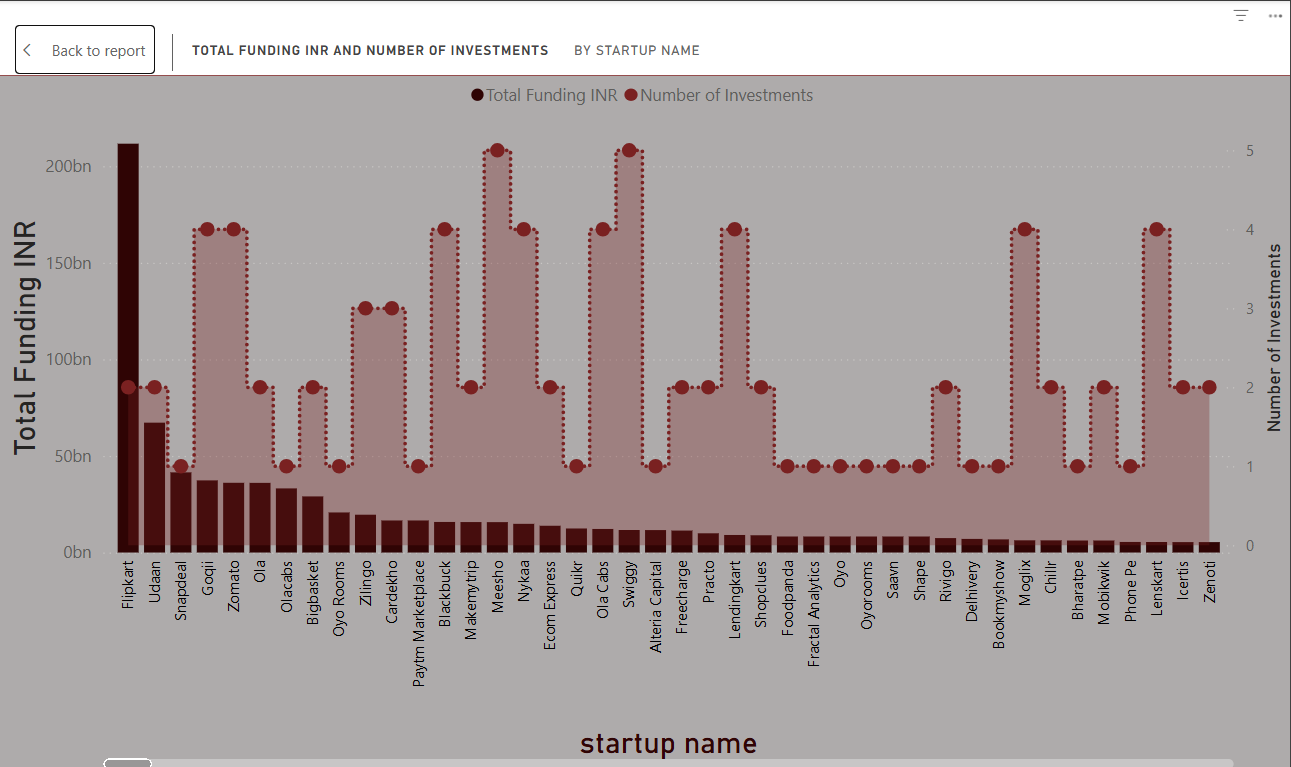 Back to report
TOTAL FUNDING INR AND NUMBER OF INVESTMENTS BY STARTUP NAME
Total Funding INR Number of Investments
Total Funding INR
200bn
150bn
100bn
50bn
0bn
5
4
3
2
1
0
Number of Investments
Flipkart
Udaan
Snapdeal
Goqii
Zomato
Ola
Olacabs
Bigbasket
Oyo Rooms
Zlingo
Cardekho
Paytm Marketplace
Blackbuck
Makemytrip
Meesho
Nykaa
Ecom Express
Quikr
Ola Cabs
Swiggy
Alteria Capital
Freecharge
Practo
Lendingkart
Shopclues
Foodpanda
Fractal Analytics
Oyo
Oyorooms
Saavn
Shape
Rivigo
Delhivery
Bookmyshow
Moglix
Chillr
Bharatpe
Mobikwik
Phone Pe
Lenskart
Icertis
Zenoti
startup name